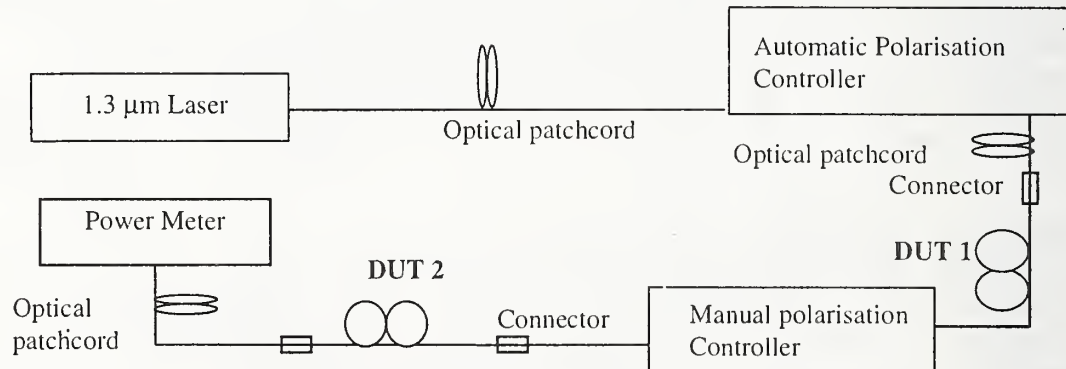 Automatic Polarisation
Controller
1.3 µm Laser
Optical patchcord
Optical patchcord
Connector
Power Meter
DUT 1
DUT 2
Optical
patchcord
Connector
Manual polarisation
Controller